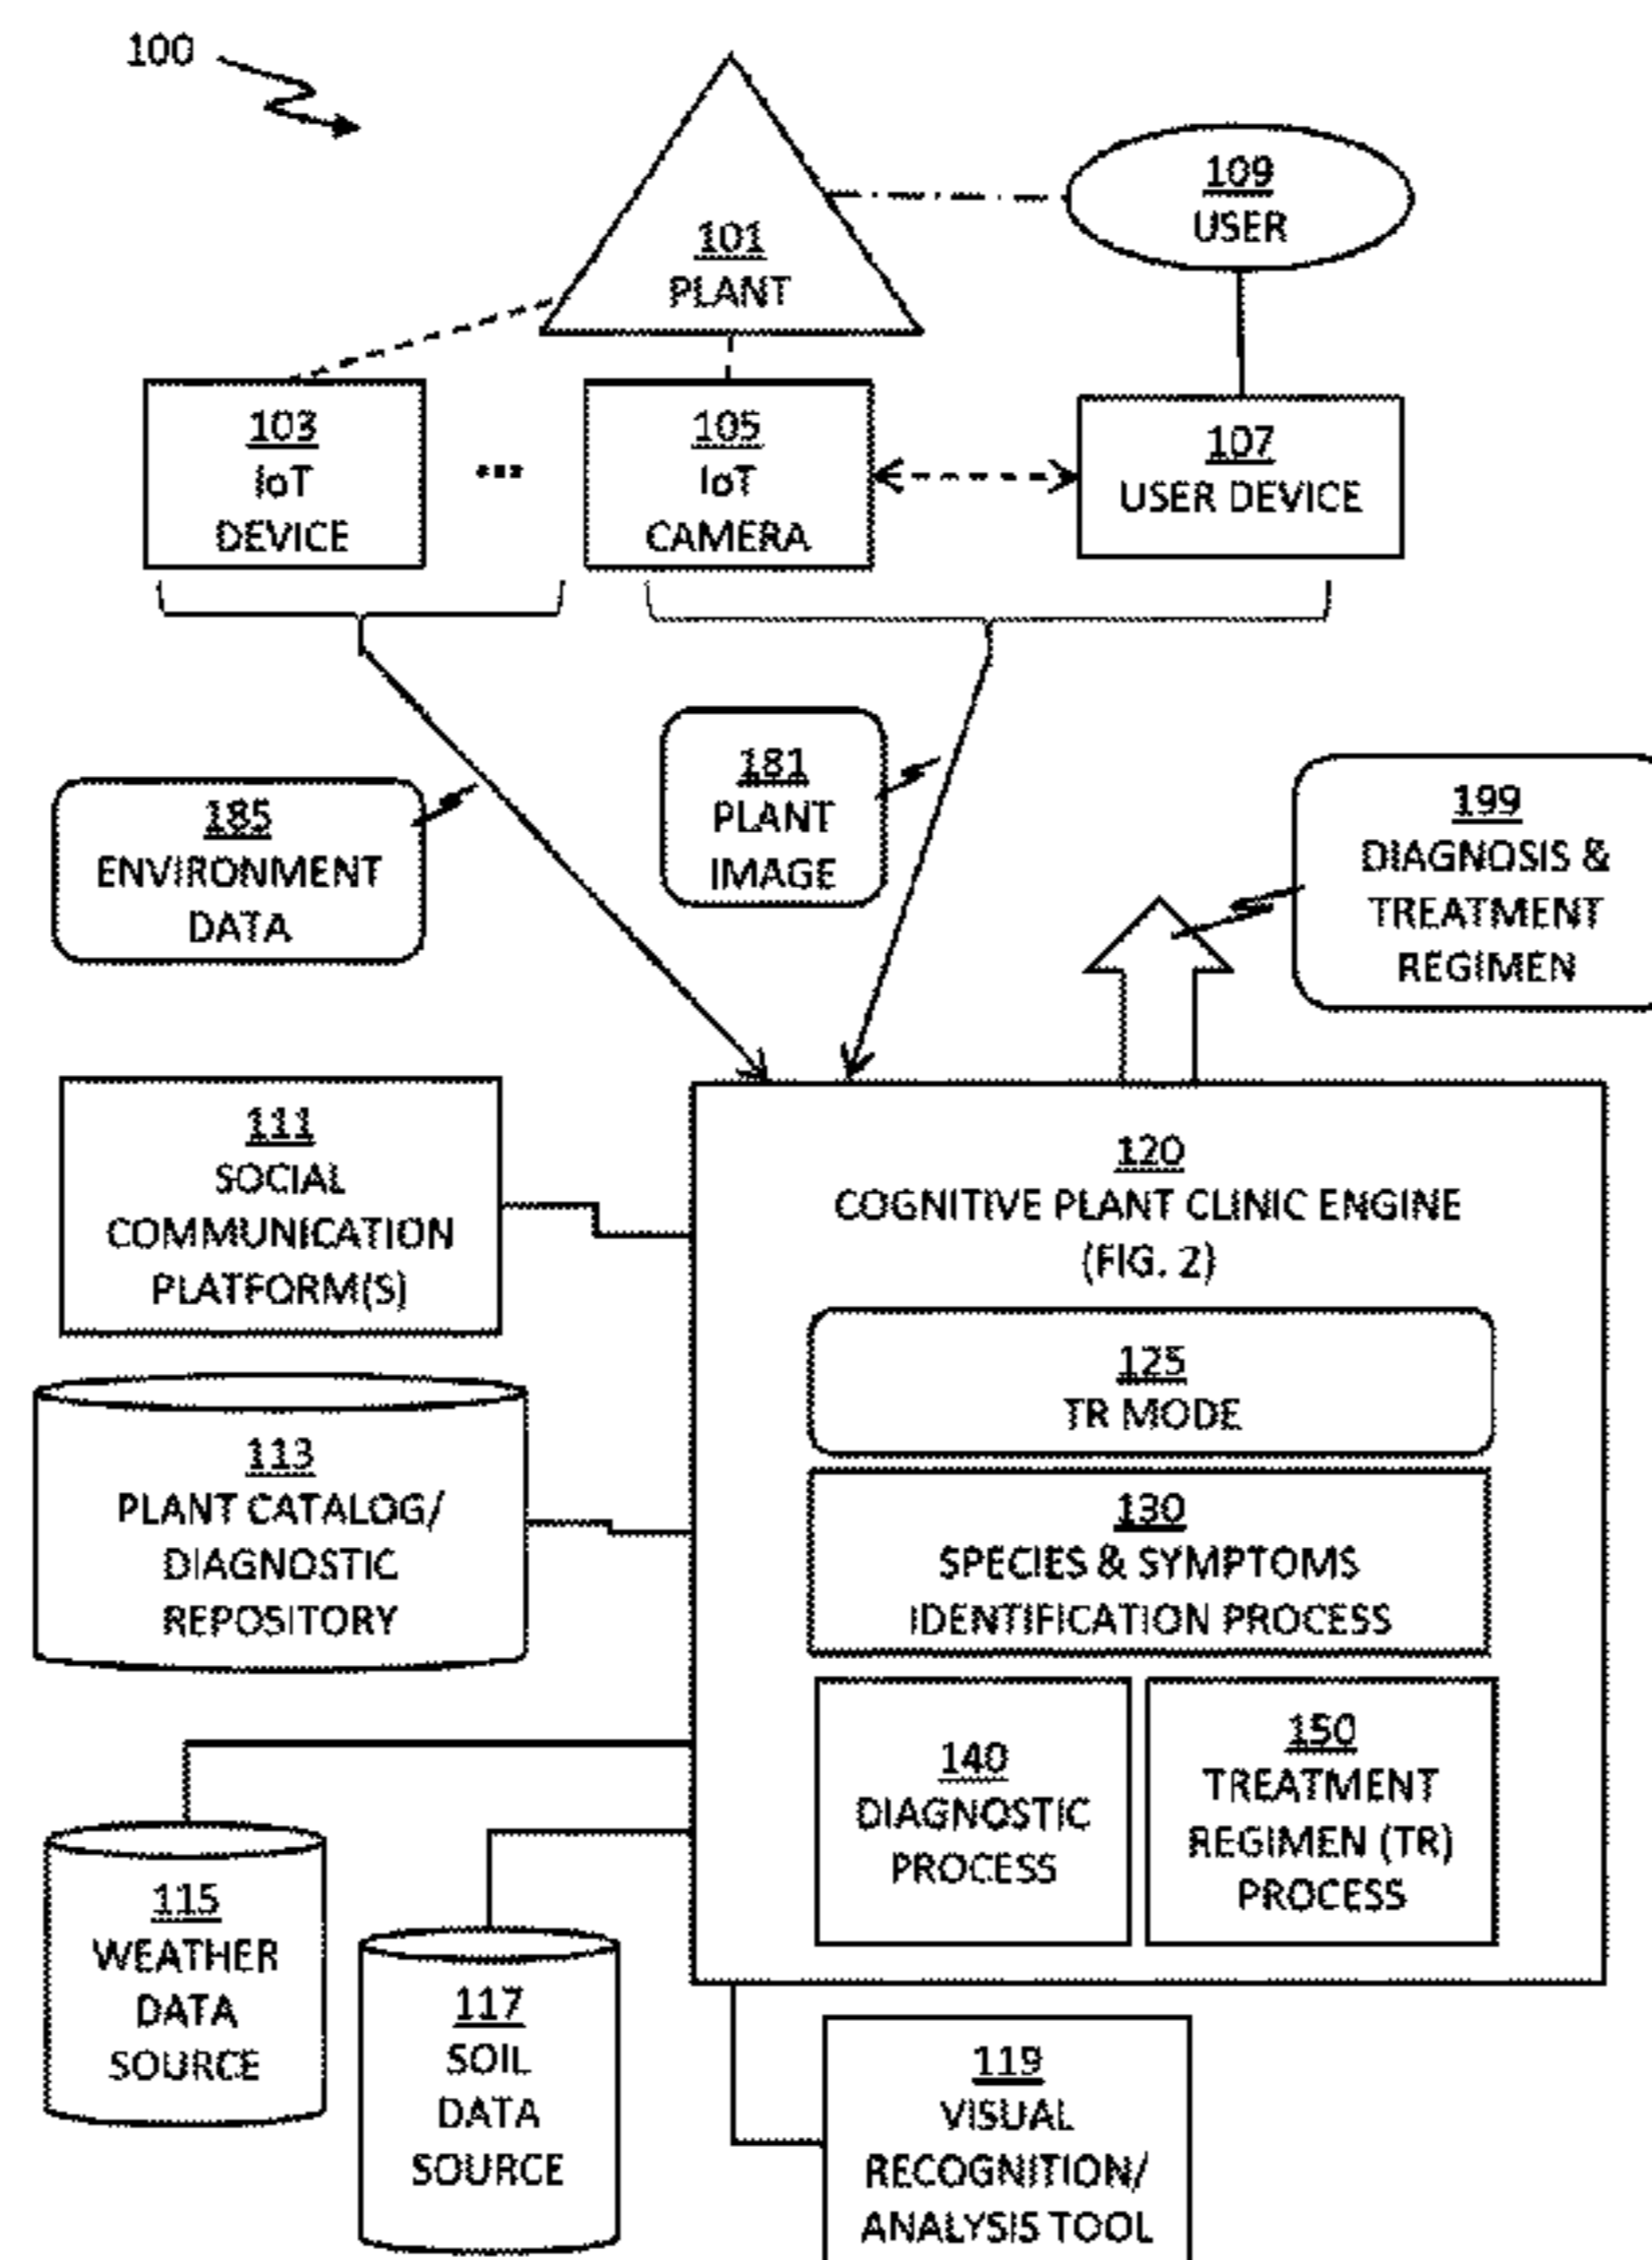 100
101
PLANT
109
USER
103
IoT
DEVICE
...
105
IoT
CAMERA
107
USER DEVICE
185
ENVIRONMENT
DATA
181
PLANT
IMAGE
199
DIAGNOSIS &
TREATMENT
REGIMEN
111
SOCIAL
COMMUNICATION
PLATFORM(S)
113
PLANT CATALOG/
DIAGNOSTIC
REPOSITORY
115
WEATHER
DATA
SOURCE
117
SOIL
DATA
SOURCE
120
COGNITIVE PLANT CLINIC ENGINE
(FIG. 2)
125
TR MODE
130
SPECIES & SYMPTOMS
IDENTIFICATION PROCESS
140
DIAGNOSTIC
PROCESS
150
TREATMENT
REGIMEN (TR)
PROCESS
119
VISUAL
RECOGNITION/
ANALYSIS TOOL